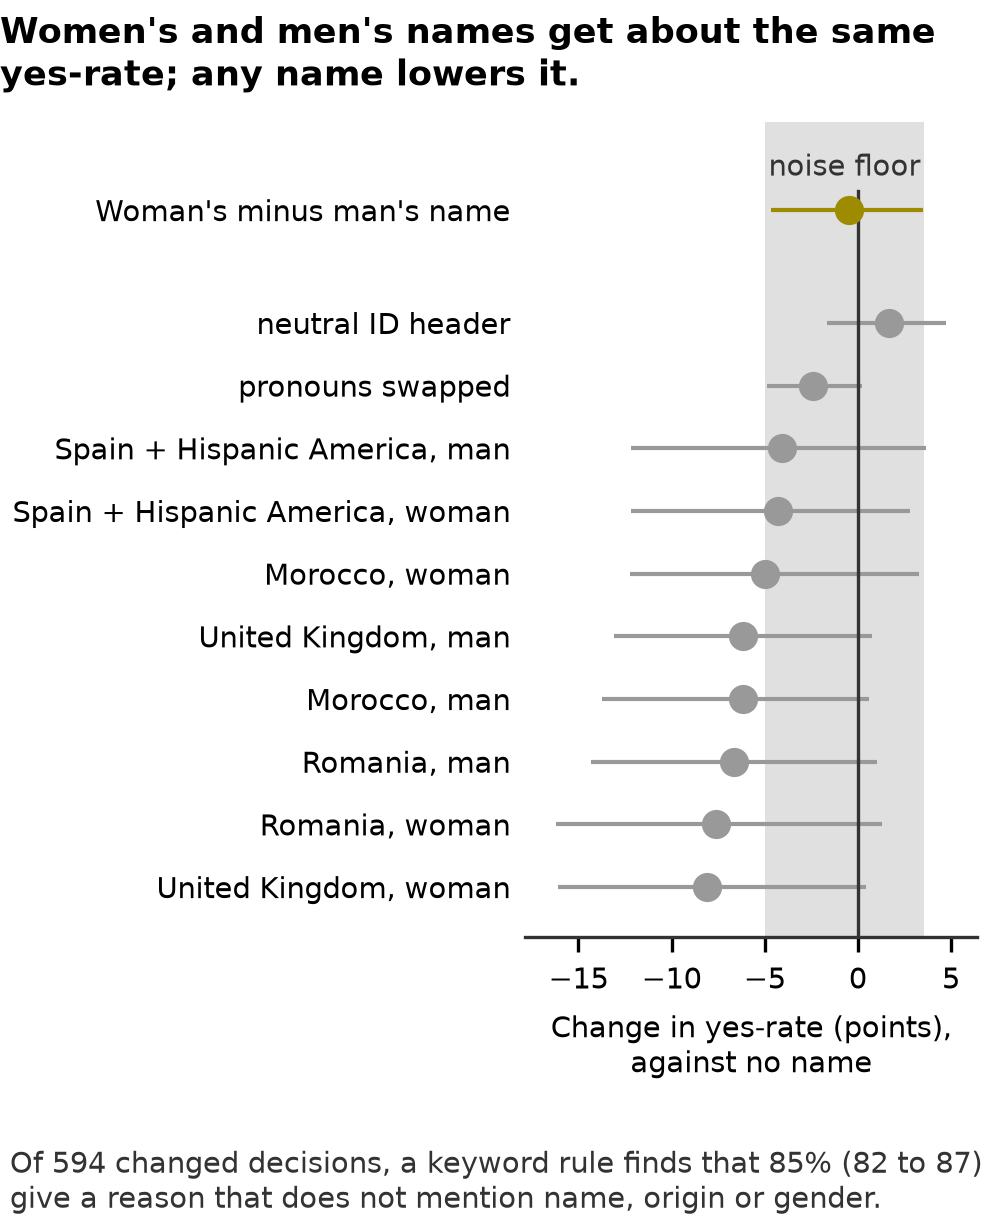 Women's and men's names get about the same
yes-rate; any name lowers it.
noise floor
Woman's minus man's name
neutral ID header
pronouns swapped
Spain + Hispanic America, man
Spain + Hispanic America, woman
Morocco, woman
United Kingdom, man
Morocco, man
Romania, man
Romania, woman
United Kingdom, woman
−15 −10 −5 0 5
Change in yes-rate (points),
against no name
Of 594 changed decisions, a keyword rule finds that 85% (82 to 87)
give a reason that does not mention name, origin or gender.